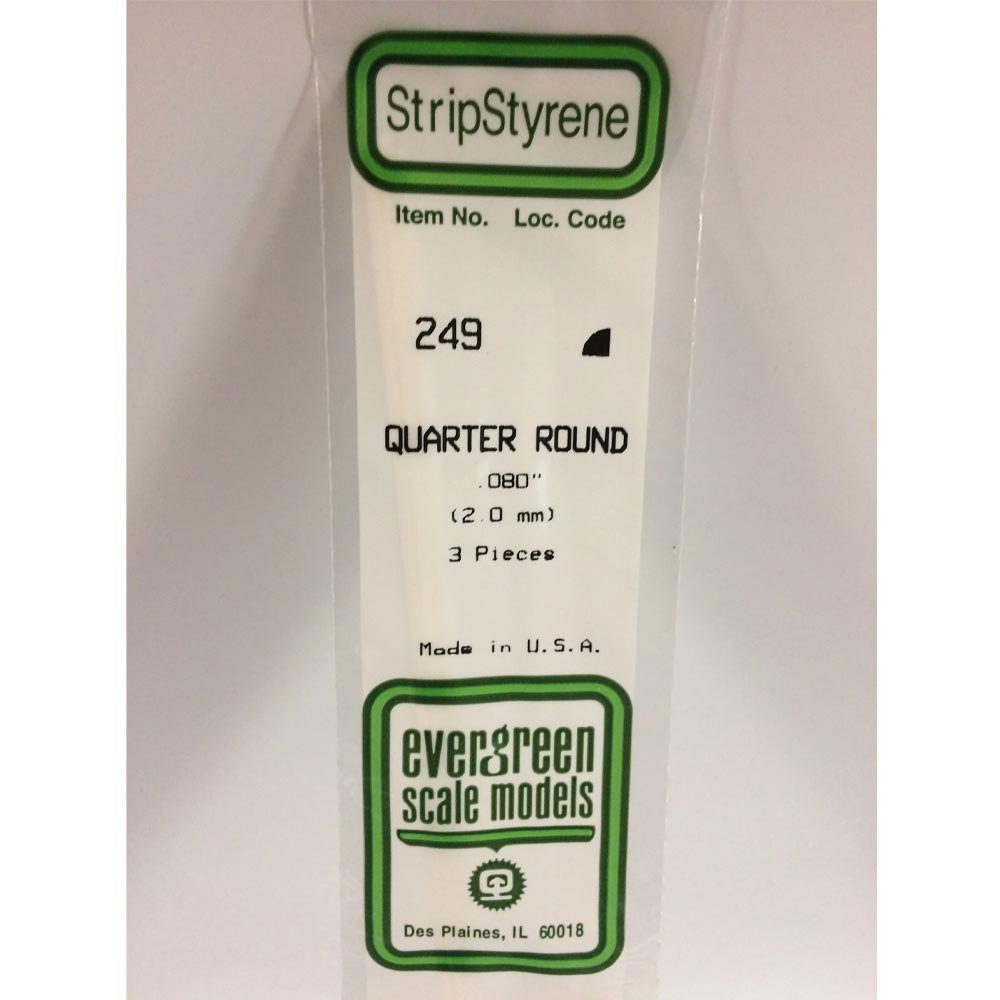 StripStyrene
Item No. Loc. Code
249
QUARTER ROUND
.080"
(2.0 mm)
3 Pieces
Made in U.S.A.
evergreen
scale models
Des Plaines, IL 60018